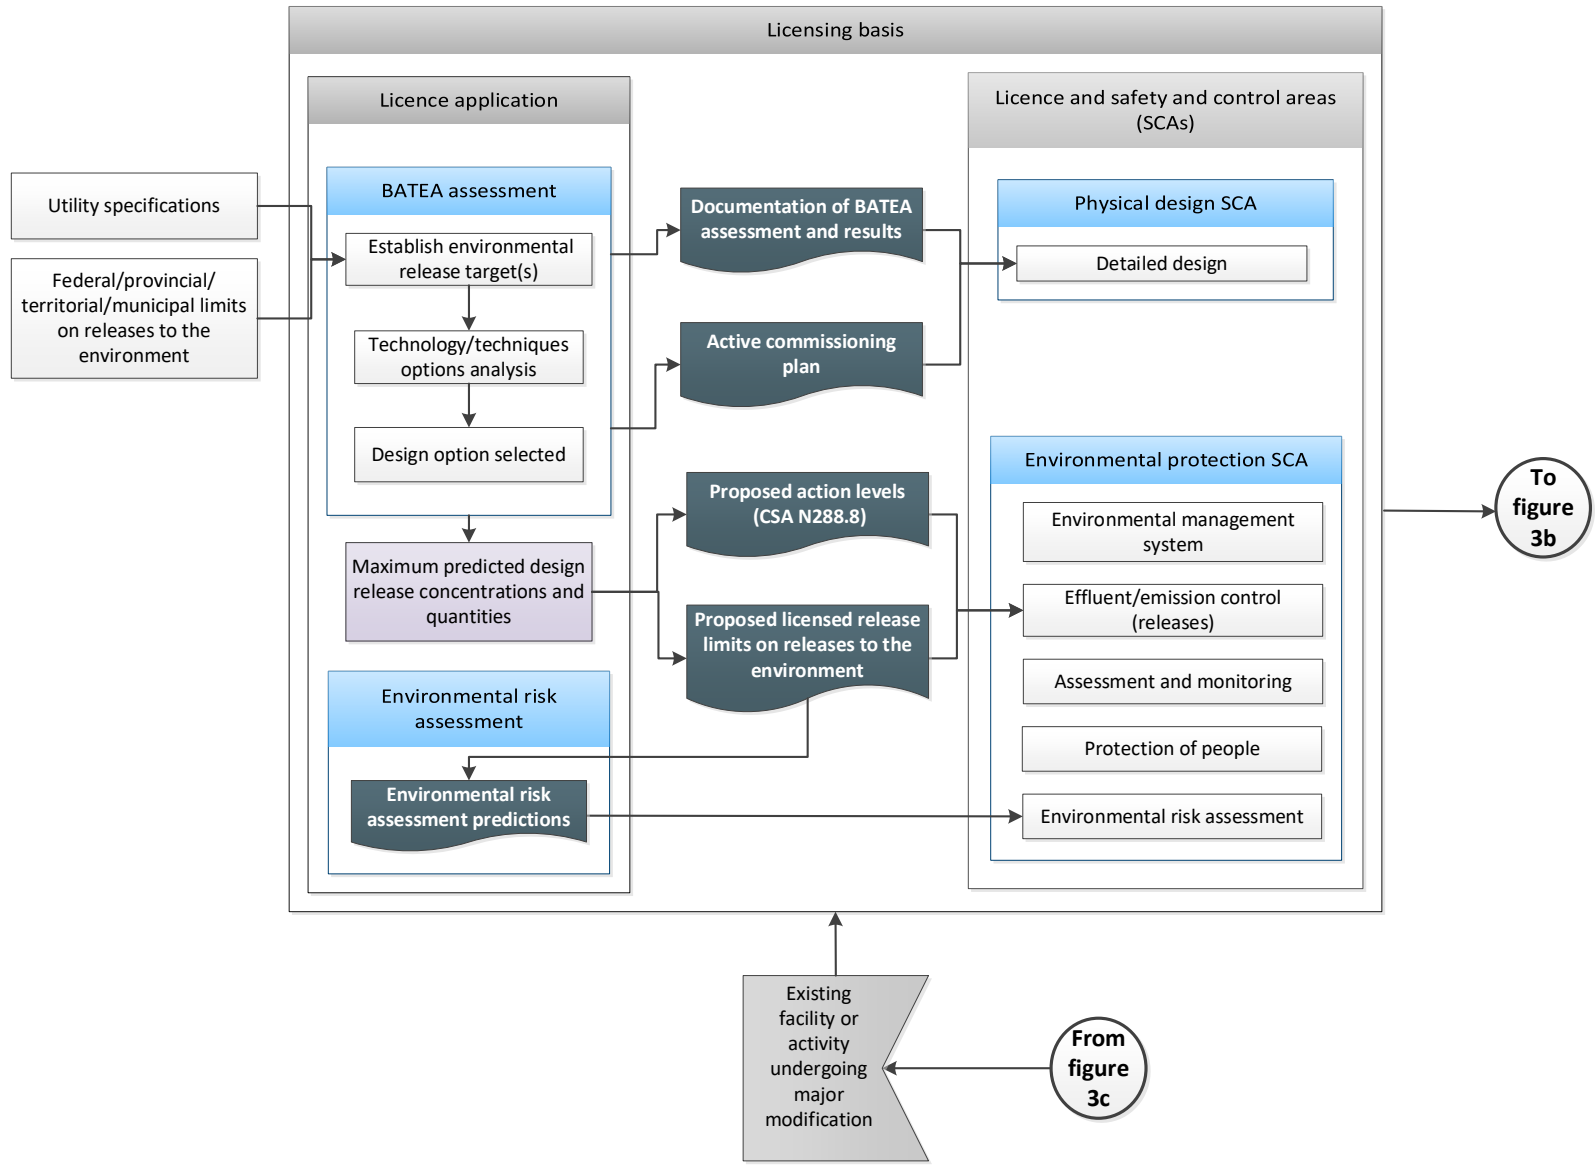 Licensing basis
Licence application
Licence and safety and control areas
(SCAs)
Utility specifications
Federal/provincial/
territorial/municipal limits
on releases to the
environment
BATEA assessment
Establish environmental
release target(s)
Technology/techniques
options analysis
Design option selected
Maximum predicted design
release concentrations and
quantities
Environmental risk
assessment
Environmental risk
assessment predictions
Documentation of BATEA
assessment and results
Active commissioning
plan
Proposed action levels
(CSA N288.8)
Proposed licensed release
limits on releases to the
environment
Physical design SCA
Detailed design
Environmental protection SCA
Environmental management
system
Effluent/emission control
(releases)
Assessment and monitoring
Protection of people
Environmental risk assessment
To
figure
3b
Existing
facility or
activity
undergoing
major
modification
From
figure
3c